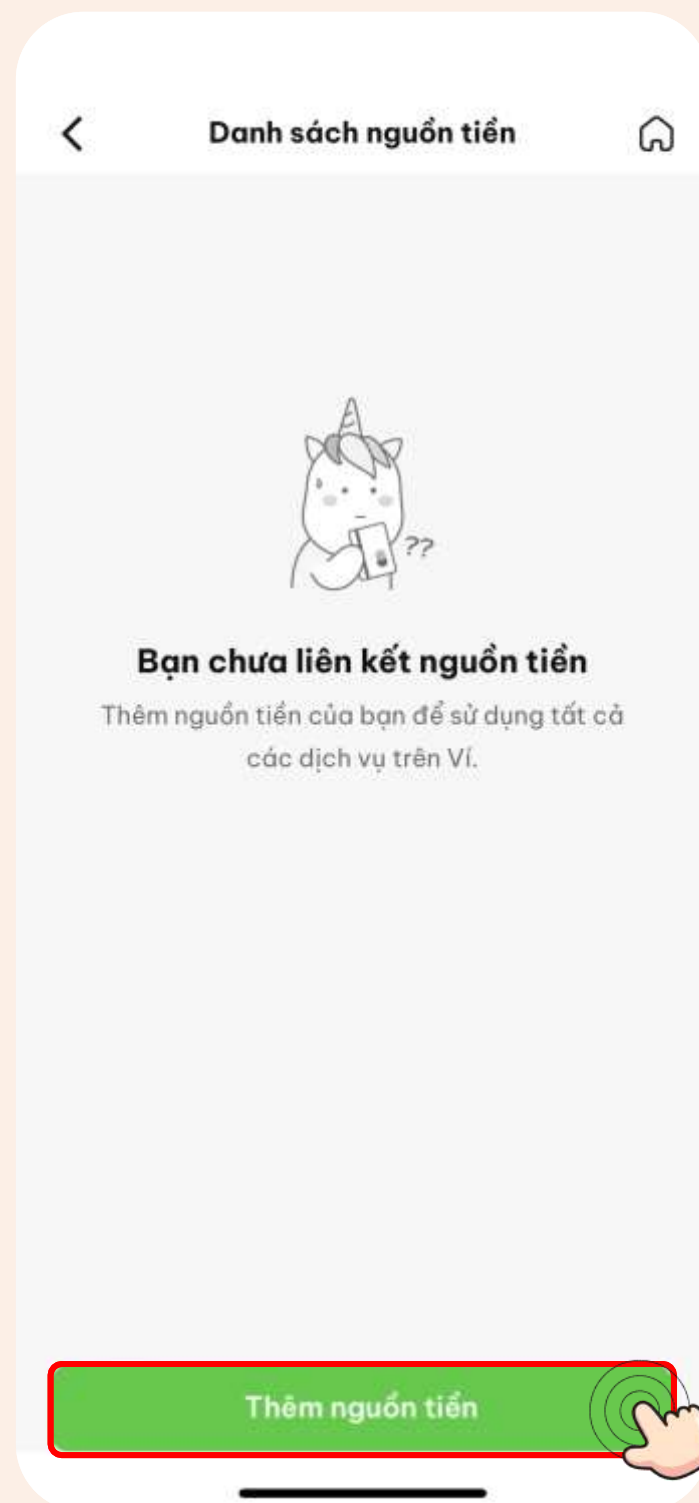 Danh sách nguồn tiền
??
Bạn chưa liên kết nguồn tiền
Thêm nguồn tiền của bạn để sử dụng tất cả
các dịch vụ trên Ví.
Thêm nguồn tiền